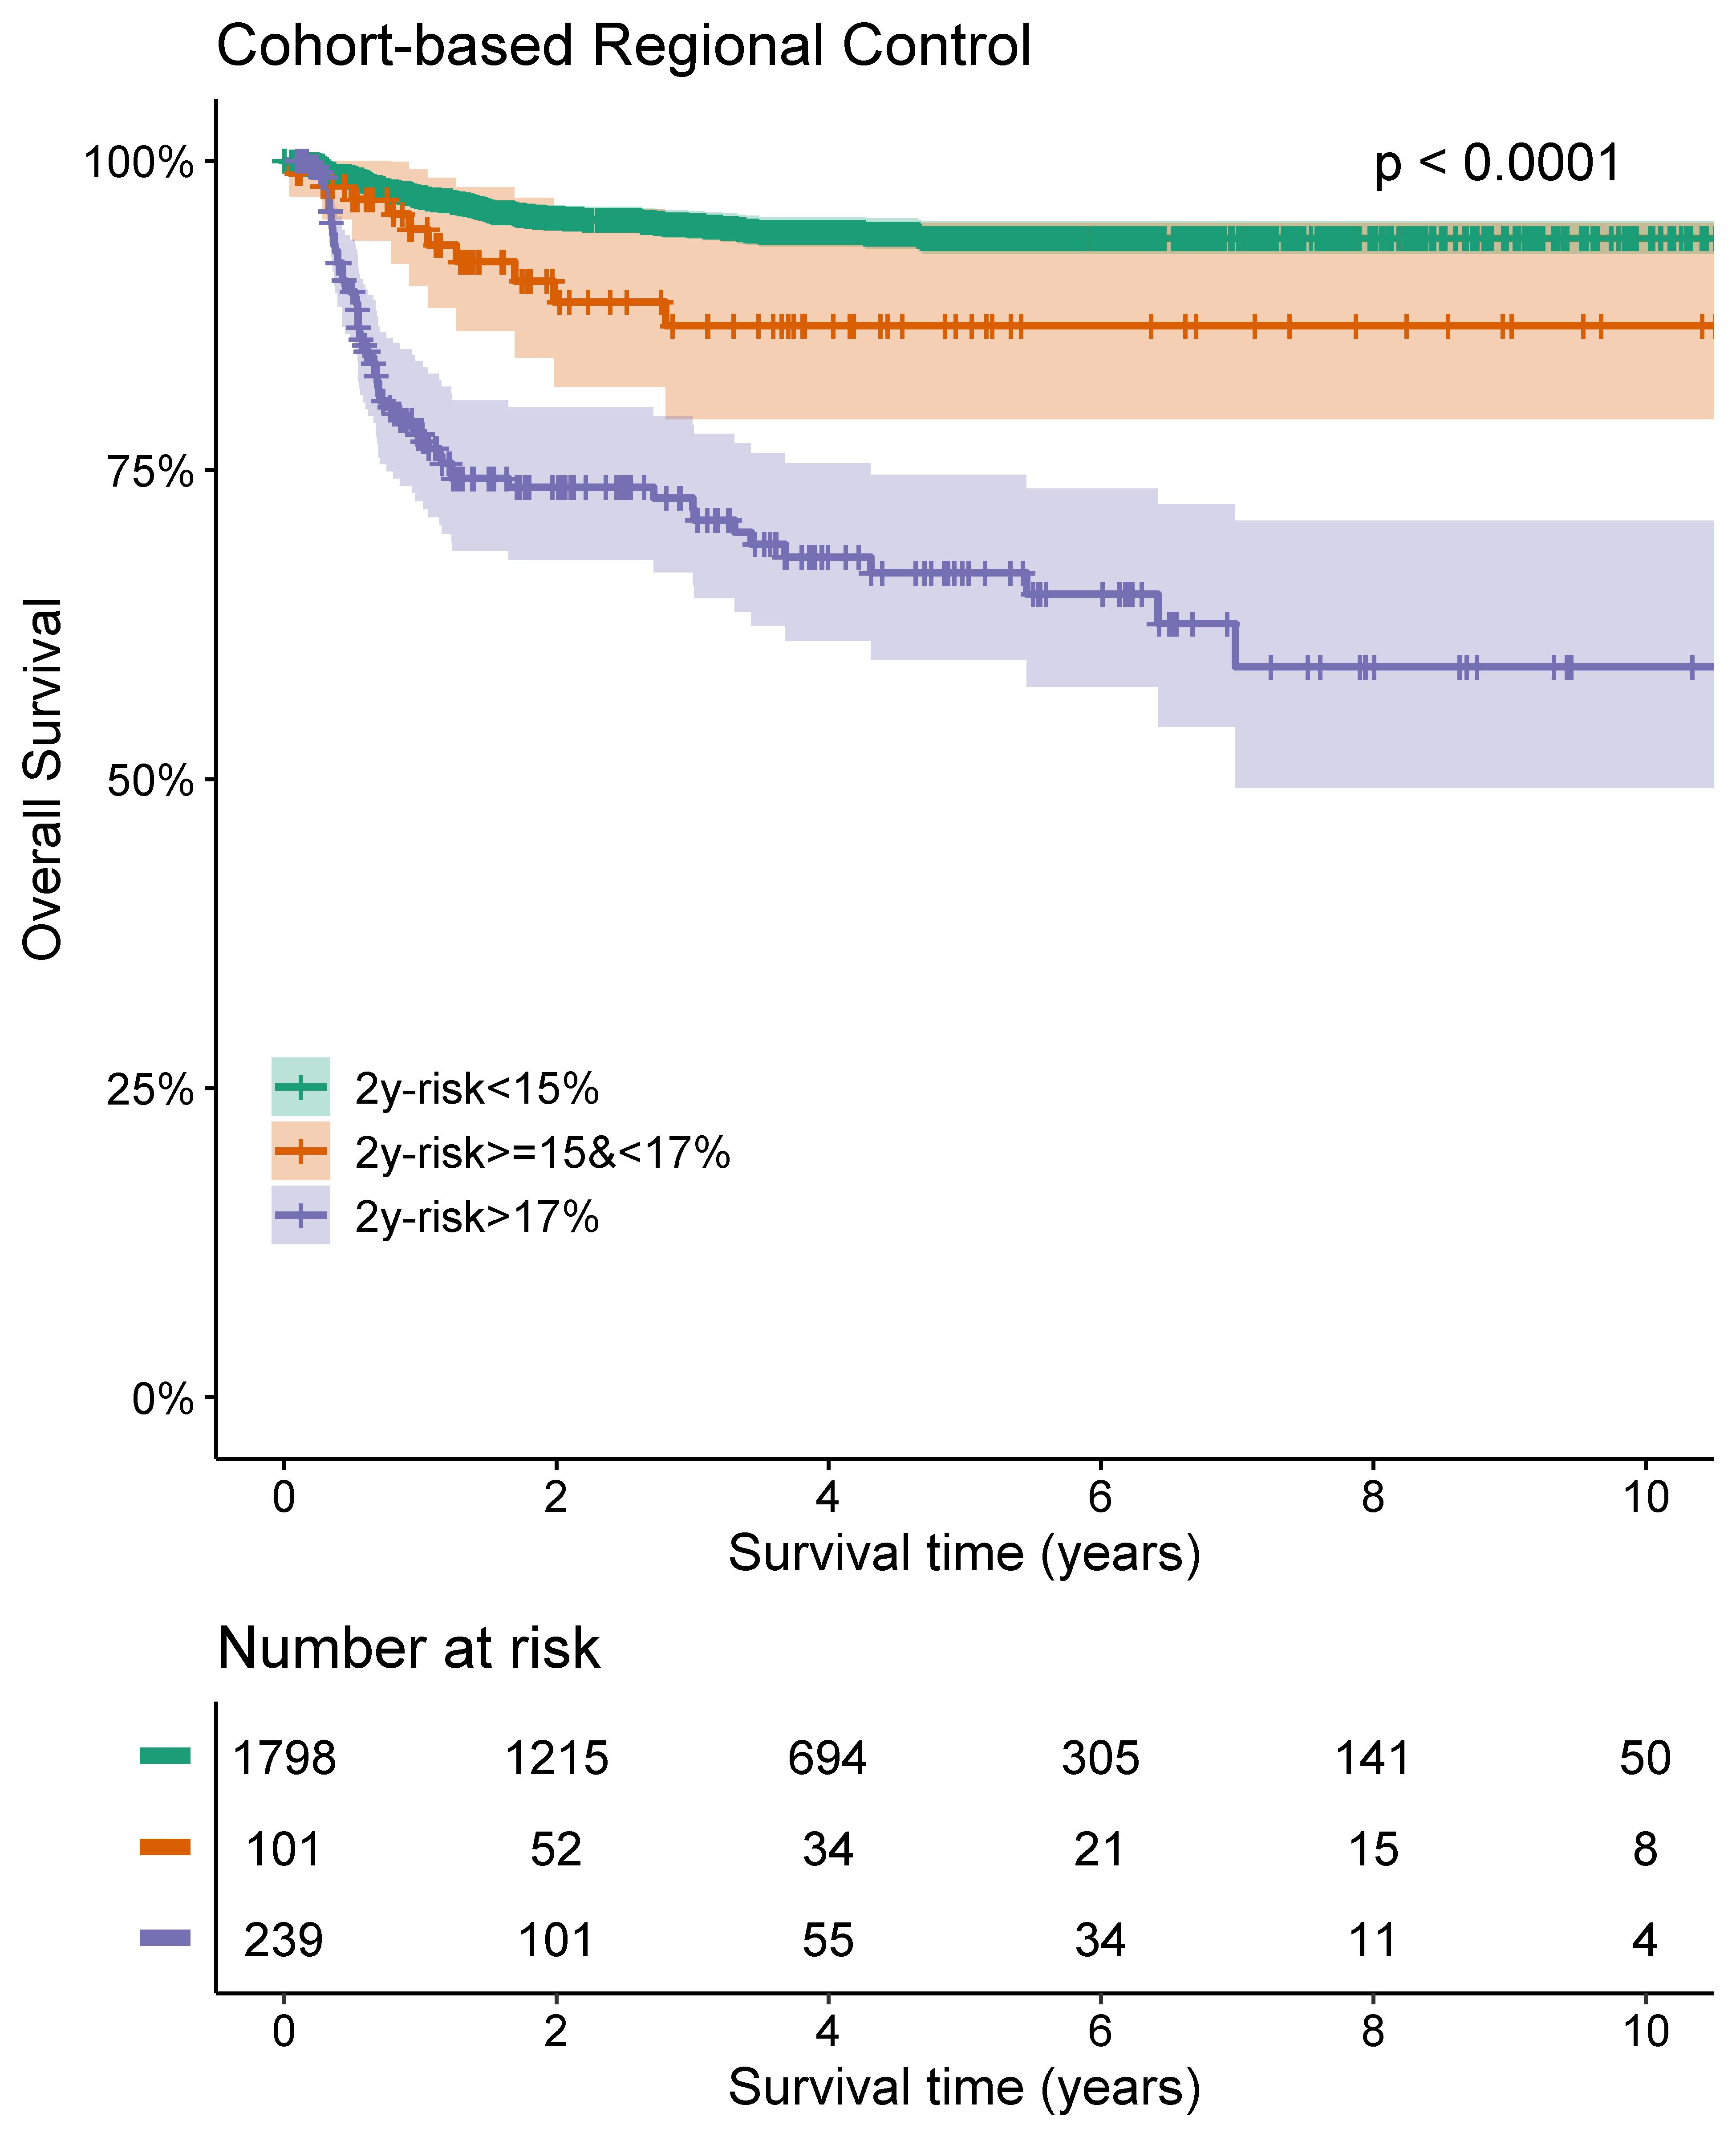 Cohort-based Regional Control
p < 0.0001
100%
75%
50%
25%
0%
Overall Survival
2y-risk<15%
2y-risk>=15&<17%
2y-risk>17%
0 2 4 6 8 10
Survival time (years)
Number at risk
1798 1215 694 305 141 50
101 52 34 21 15 8
239 101 55 34 11 4
0 2 4 6 8 10
Survival time (years)